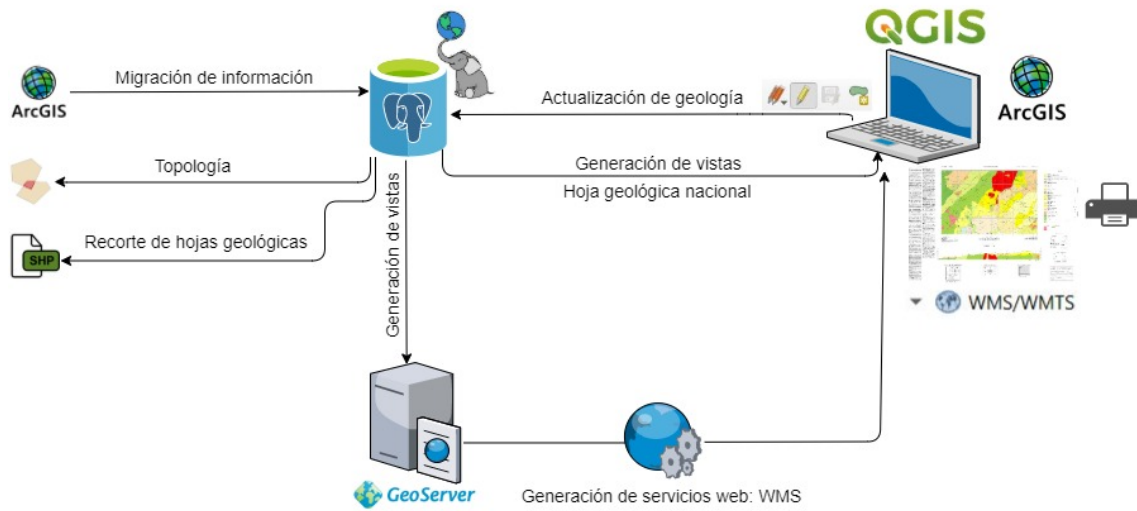 QGIS
ArcGIS
Migración de información
Actualización de geología
ArcGIS
Topología
Generación de vistas
Hoja geológica nacional
Recorte de hojas geológicas
SHP
Generación de vistas
WMS/WMTS
GeoServer
Generación de servicios web: WMS